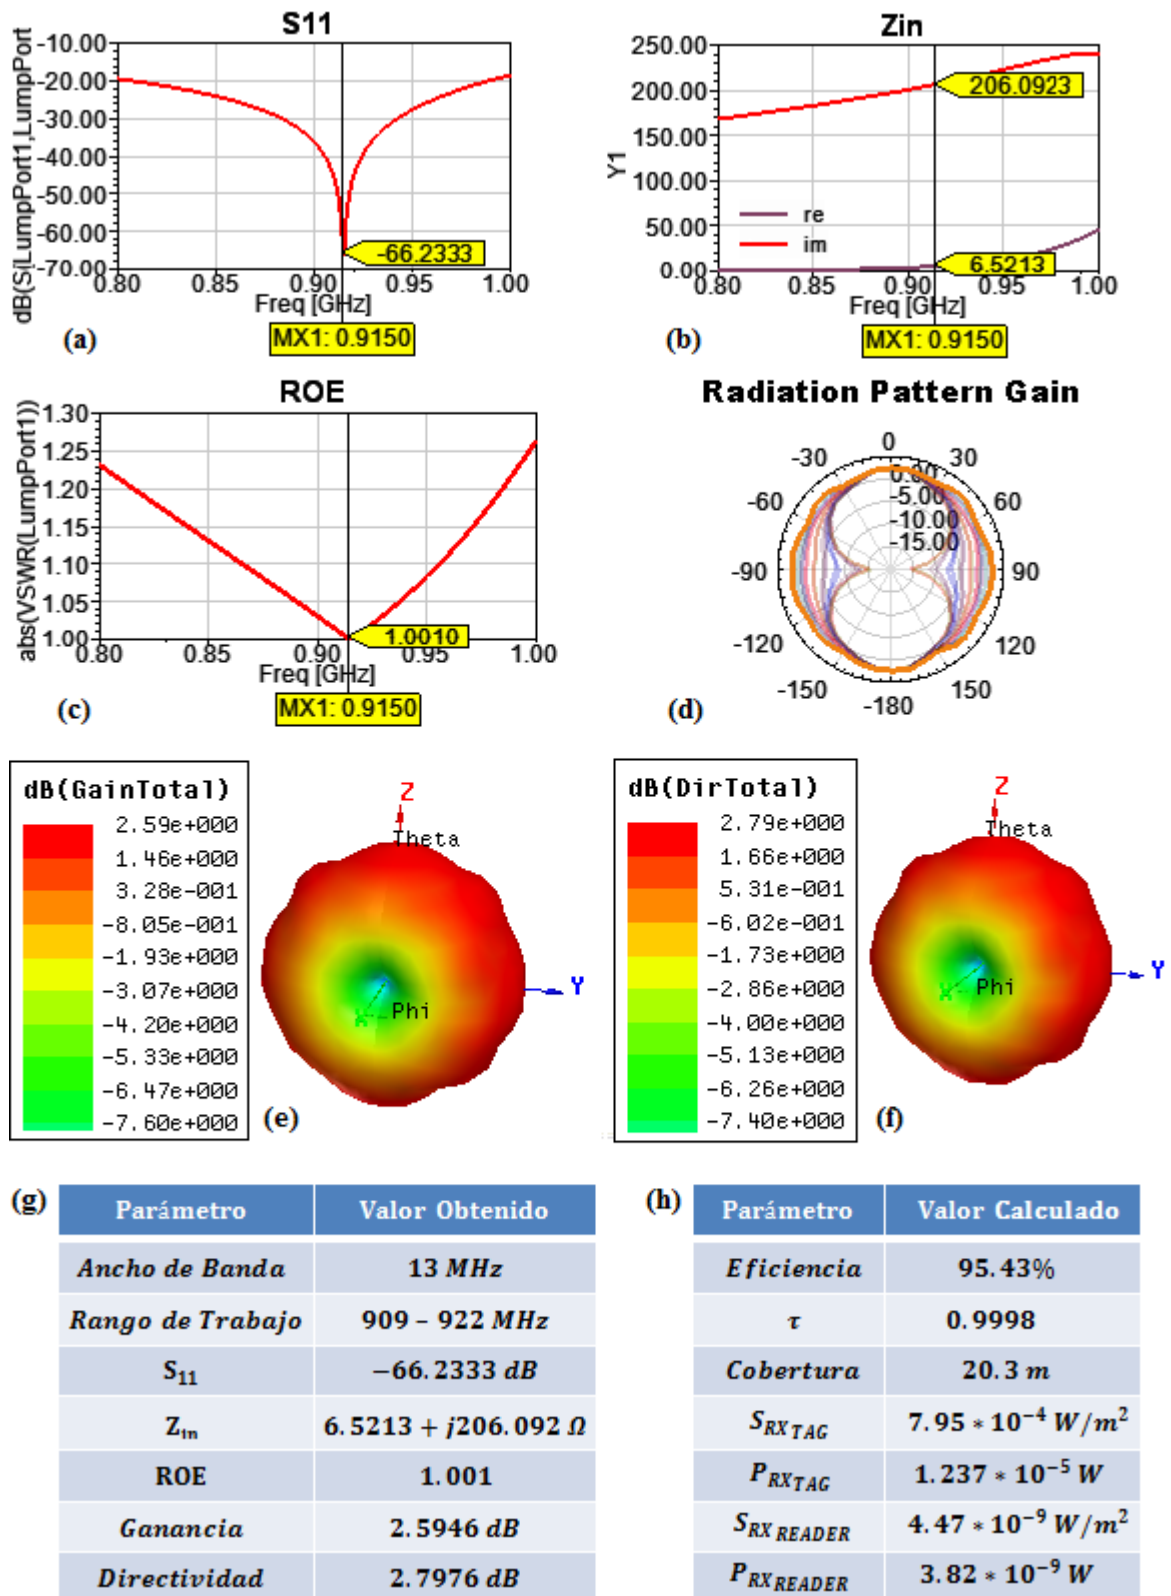 S11
-10.00
-20.00
-30.00
-40.00
-50.00
-60.00
-70.00
dB(S(LumpPort1,LumpPort
-66.2333
0.80 0.85 0.90 0.95 1.00
Freq [GHz]
MX1: 0.9150
(a)
Zin
250.00
200.00
150.00
100.00
50.00
0.00
Y1
206.0923
re
im
6.5213
0.80 0.85 0.90 0.95 1.00
Freq [GHz]
MX1: 0.9150
(b)
ROE
1.30
1.25
1.20
1.15
1.10
1.05
1.00
abs(VSWR(LumpPort1))
1.0010
0.80 0.85 0.90 0.95 1.00
Freq [GHz]
MX1: 0.9150
(c)
Radiation Pattern Gain
0
-30 30
-60 60
-90 90
-120 120
-150 150
-180
0.00
-5.00
-10.00
-15.00
(d)
dB(GainTotal)
2.59e+000
1.46e+000
3.28e-001
-8.05e-001
-1.93e+000
-3.07e+000
-4.20e+000
-5.33e+000
-6.47e+000
-7.60e+000
Z
Theta
Y
X
Phi
(e)
dB(DirTotal)
2.79e+000
1.66e+000
5.31e-001
-6.02e-001
-1.73e+000
-2.86e+000
-4.00e+000
-5.13e+000
-6.26e+000
-7.40e+000
Z
Theta
Y
X
Phi
(f)
(g)
Parámetro Valor Obtenido
Ancho de Banda 13 MHz
Rango de Trabajo 909 – 922 MHz
S₁₁ −66.2333 dB
Zᵢₙ 6.5213 + j206.092 Ω
ROE 1.001
Ganancia 2.5946 dB
Directividad 2.7976 dB
(h)
Parámetro Valor Calculado
Eficiencia 95.43%
τ 0.9998
Cobertura 20.3 m
S_RX_TAG 7.95 * 10⁻⁴ W/m²
P_RX_TAG 1.237 * 10⁻⁵ W
S_RX_READER 4.47 * 10⁻⁹ W/m²
P_RX_READER 3.82 * 10⁻⁹ W